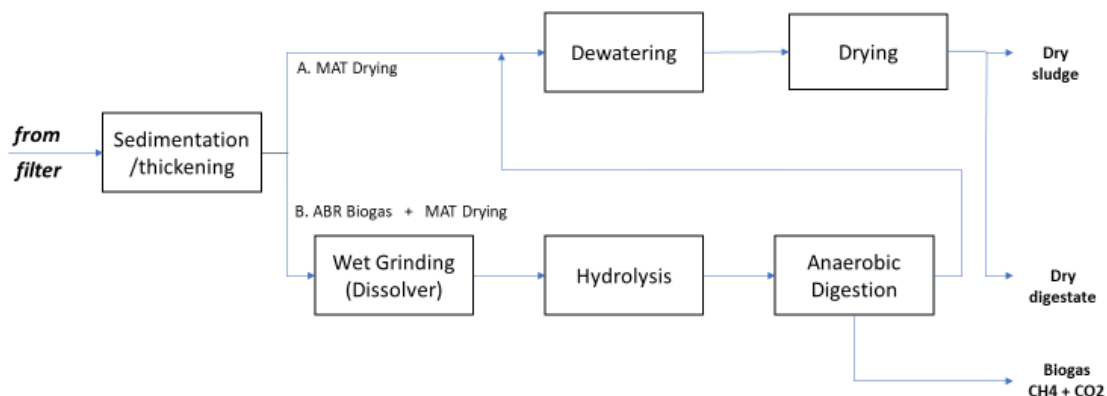 Dewatering
Drying
Dry
sludge
A. MAT Drying
from
filter
Sedimentation
/thickening
B. ABR Biogas + MAT Drying
Wet Grinding
(Dissolver)
Hydrolysis
Anaerobic
Digestion
Dry
digestate
Biogas
CH4 + CO2